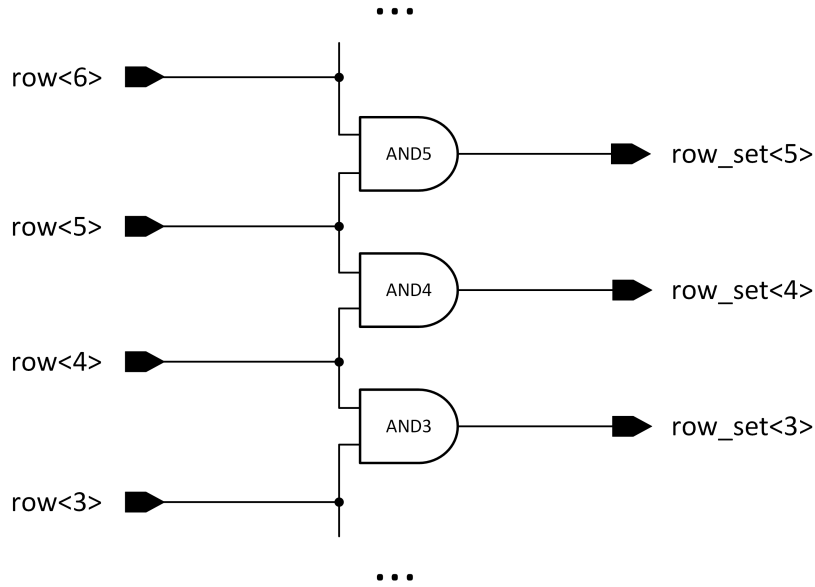 ...
row<6>
AND5
row_set<5>
row<5>
AND4
row_set<4>
row<4>
AND3
row_set<3>
row<3>
...